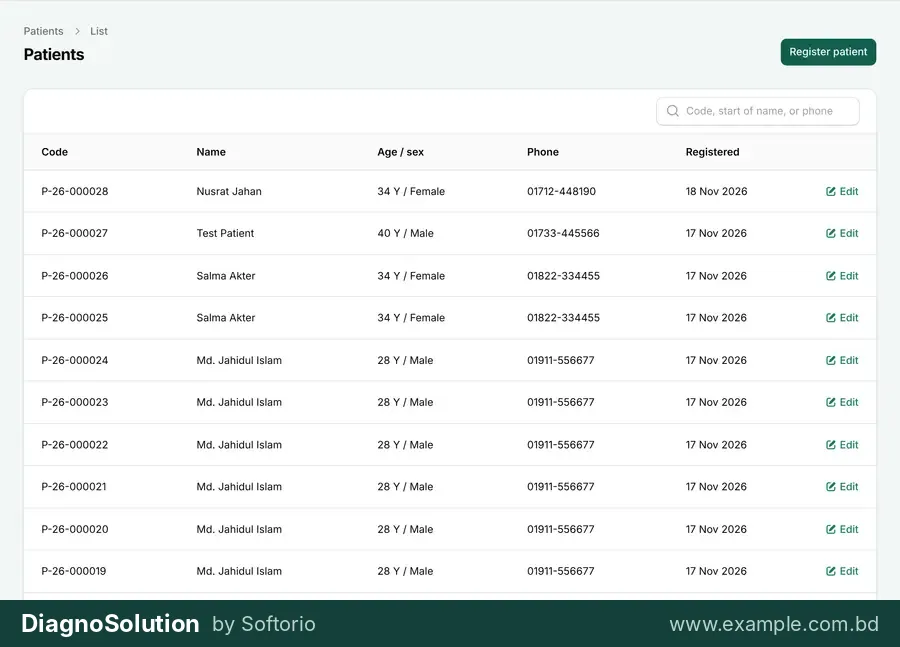 Patients > List
Patients
Register patient
Code, start of name, or phone
Code Name Age / sex Phone Registered
P-26-000028 Nusrat Jahan 34 Y / Female 01712-448190 18 Nov 2026 Edit
P-26-000027 Test Patient 40 Y / Male 01733-445566 17 Nov 2026 Edit
P-26-000026 Salma Akter 34 Y / Female 01822-334455 17 Nov 2026 Edit
P-26-000025 Salma Akter 34 Y / Female 01822-334455 17 Nov 2026 Edit
P-26-000024 Md. Jahidul Islam 28 Y / Male 01911-556677 17 Nov 2026 Edit
P-26-000023 Md. Jahidul Islam 28 Y / Male 01911-556677 17 Nov 2026 Edit
P-26-000022 Md. Jahidul Islam 28 Y / Male 01911-556677 17 Nov 2026 Edit
P-26-000021 Md. Jahidul Islam 28 Y / Male 01911-556677 17 Nov 2026 Edit
P-26-000020 Md. Jahidul Islam 28 Y / Male 01911-556677 17 Nov 2026 Edit
P-26-000019 Md. Jahidul Islam 28 Y / Male 01911-556677 17 Nov 2026 Edit
DiagnoSolution by Softorio www.example.com.bd